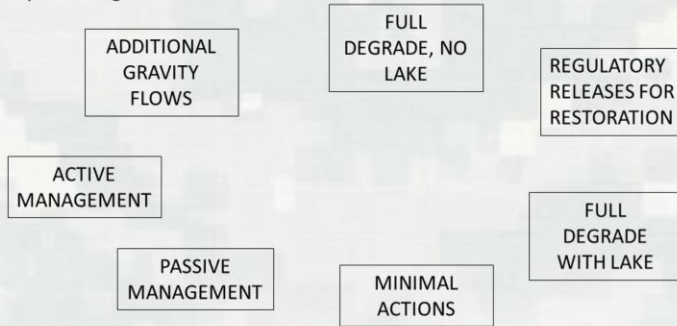 FULL
DEGRADE, NO
LAKE
ADDITIONAL
GRAVITY
FLOWS
REGULATORY
RELEASES FOR
RESTORATION
ACTIVE
MANAGEMENT
FULL
DEGRADE
WITH LAKE
PASSIVE
MANAGEMENT
MINIMAL
ACTIONS